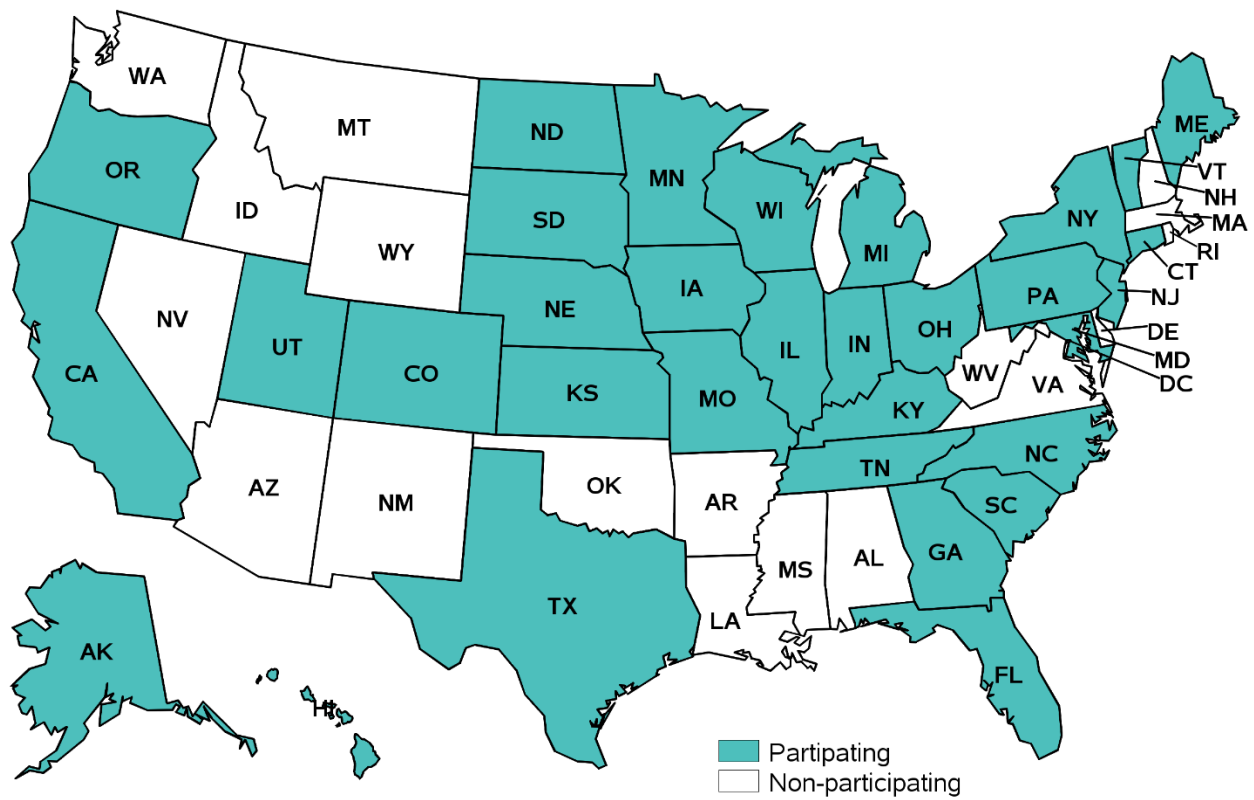 WA
MT
ND
ME
OR
MN
VT
ID
SD
WI
NH
NY
MA
WY
MI
RI
CT
IA
PA
NJ
NV
NE
OH
DE
UT
IL
IN
MD
CA
CO
WV
VA
DC
KS
MO
KY
NC
TN
AZ
OK
NM
AR
SC
GA
MS
AL
TX
LA
AK
FL
HI
Partipating
Non-participating